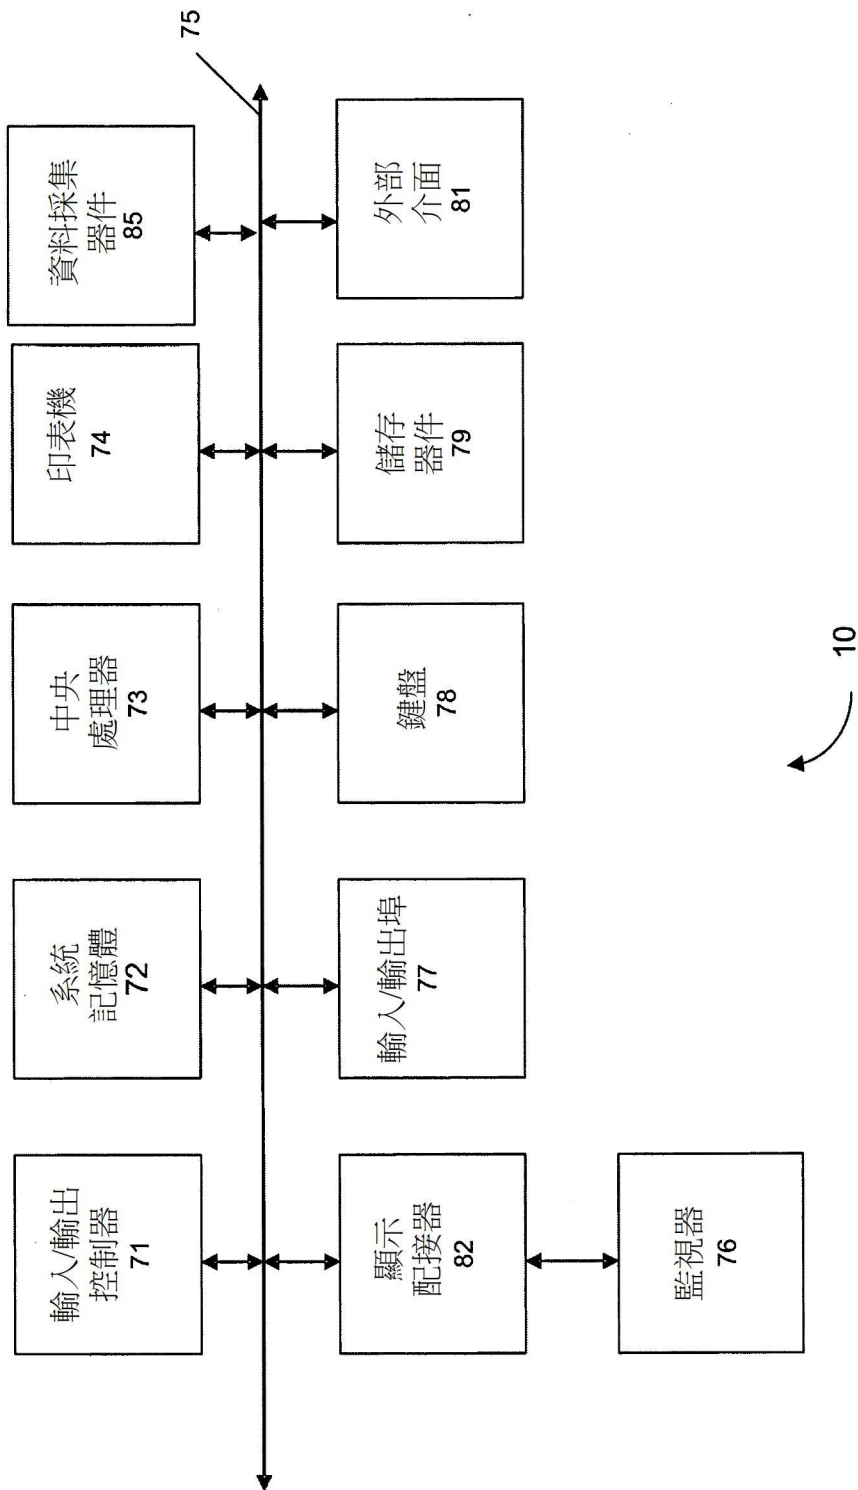 輸入/輸出
控制器
71
系統
記憶體
72
中央
處理器
73
印表機
74
資料採集
器件
85
75
顯示
配接器
82
輸入/輸出埠
77
鍵盤
78
儲存
器件
79
外部
介面
81
監視器
76
10